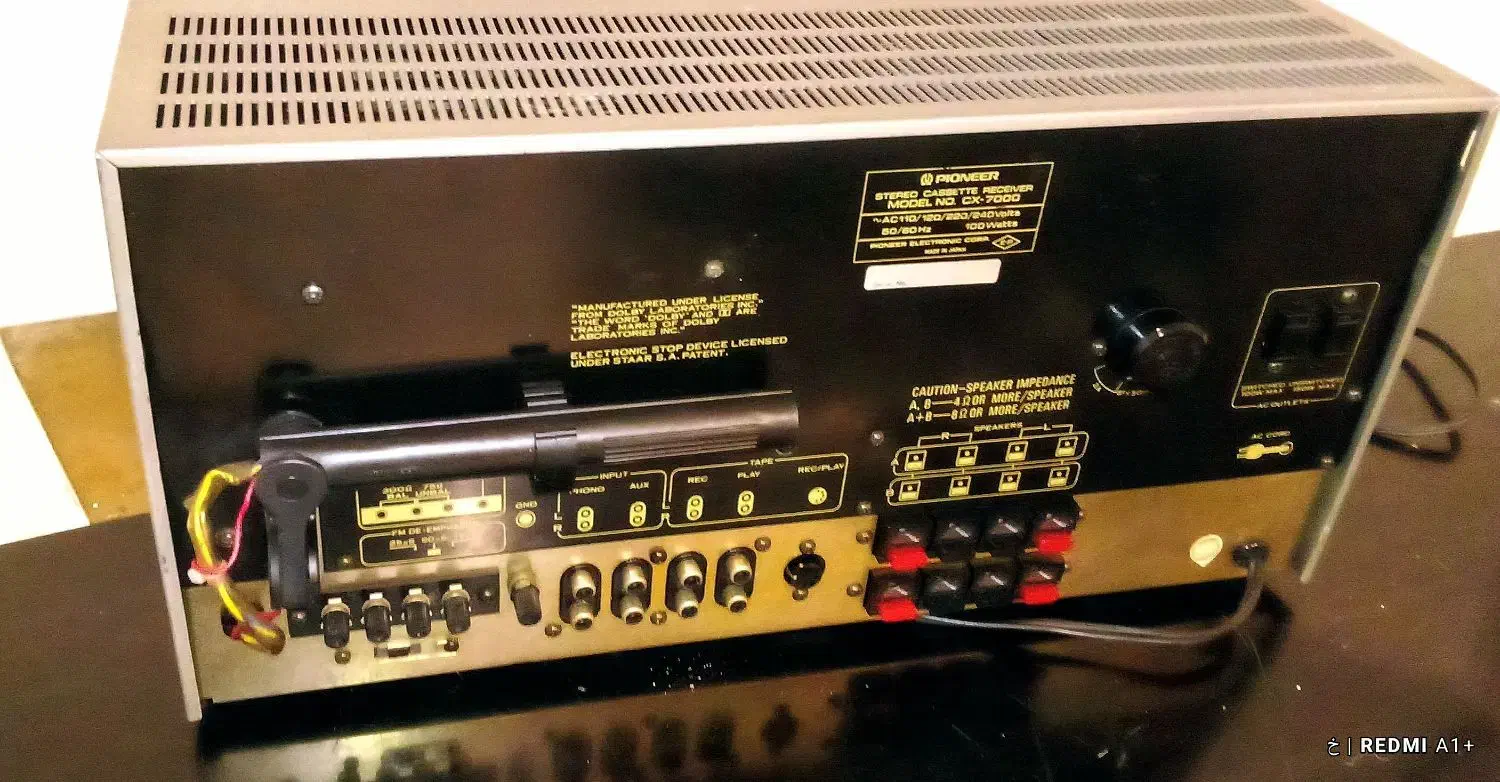 PIONEER
STEREO CASSETTE RECEIVER
MODEL NO. CX-7000
~AC110/120/220/240Volts
50/60Hz 100Watts
PIONEER ELECTRONIC CORP.
MADE IN JAPAN
"MANUFACTURED UNDER LICENSE
FROM DOLBY LABORATORIES INC."
"THE WORD 'DOLBY' AND ARE
TRADE MARKS OF DOLBY
LABORATORIES INC."
ELECTRONIC STOP DEVICE LICENSED
UNDER STAAR S.A. PATENT.
CAUTION-SPEAKER IMPEDANCE
A, B—4Ω OR MORE/SPEAKER
A+B—8Ω OR MORE/SPEAKER
SPEAKERS
R L
A
B
AC OUTLETS
AC CORD
300Ω 75Ω
BAL UNBAL
FM DE-EMPHASIS
GND
INPUT
PHONO AUX
L
R
TAPE
REC PLAY REC/PLAY
L
R
خ | REDMI A1+